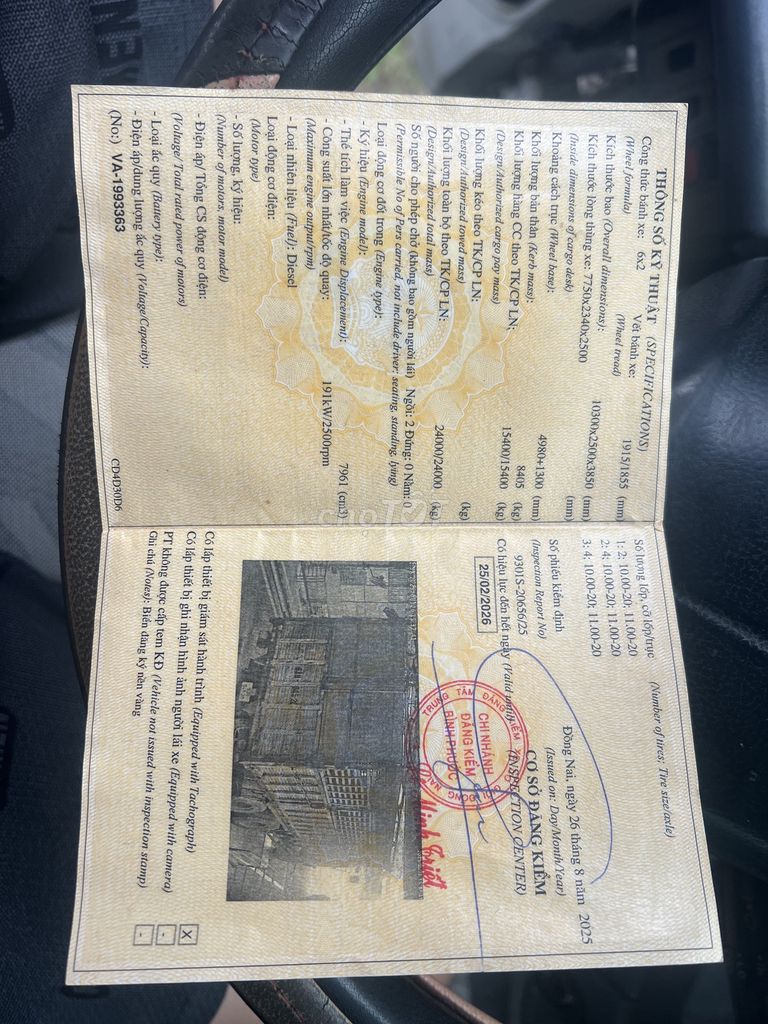 THÔNG SỐ KỸ THUẬT (SPECIFICATIONS)
Công thức bánh xe: 6x2 Vết bánh xe: 1915/1855 (mm)
(Wheel formula) (Wheel tread)
Kích thước bao (Overall dimensions): 10300x2500x3850 (mm)
Kích thước lòng thùng xe: 7750x2340x2500 (mm)
(Inside dimensions of cargo desk)
Khoảng cách trục (Wheel base): 4980+1300 (mm)
Khối lượng bản thân (Kerb mass): 8405 (kg)
Khối lượng hàng CC theo TK/CP LN: 15400/15400 (kg)
(Design/Authorized cargo pay mass)
Khối lượng kéo theo TK/CP LN: (kg)
(Design/Authorized towed mass)
Khối lượng toàn bộ theo TK/CP LN: 24000/24000 (kg)
(Design/Authorized total mass)
Số người cho phép chở (không bao gồm người lái) Ngồi: 2 Đứng: 0 Nằm: 0
(Permissible No of Pers carried, not include driver; seating, standing, lying)
Loại động cơ đốt trong (Engine type):
- Ký hiệu (Engine model):
- Thể tích làm việc (Engine Displacement): 7961 (cm3)
- Công suất lớn nhất/tốc độ quay: 191kW/2500rpm
(Maximum engine output/rpm)
- Loại nhiên liệu (Fuel): Diesel
Loại động cơ điện:
(Motor type)
- Số lượng, ký hiệu:
(Number of motors, motor model)
- Điện áp/ Tổng CS động cơ điện:
(Voltage/ Total rated power of motors)
- Loại ắc quy (Battery type):
- Điện áp/dung lượng ắc quy (Voltage/Capacity):
(No:) VA-1993363
CD4D30D6
Số lượng lốp, cỡ lốp/trục (Number of tires; Tire size/axle)
1: 2; 10.00-20; 11.00-20
2: 4; 10.00-20; 11.00-20
3: 4; 10.00-20; 11.00-20
Đồng Nai, ngày 26 tháng 8 năm 2025
(Issued on: Day/Month/Year)
Số phiếu kiểm định
(Inspection Report No)
9301S-20656/25
CƠ SỞ ĐĂNG KIỂM
(INSPECTION CENTER)
Có hiệu lực đến hết ngày (Valid until)
25/02/2026
TRUNG TÂM ĐĂNG KIỂM X
CHI NHÁNH
ĐĂNG KIỂM
BÌNH PHƯỚC
ĐỒNG NAI
Minh Triết
chợTỐT
Có lắp thiết bị giám sát hành trình (Equipped with Tachograph) X
Có lắp thiết bị ghi nhận hình ảnh người lái xe (Equipped with camera) -
PT không được cấp tem KĐ (Vehicle not issued with inspection stamp) -
Ghi chú (Notes): Biển đăng ký nền vàng